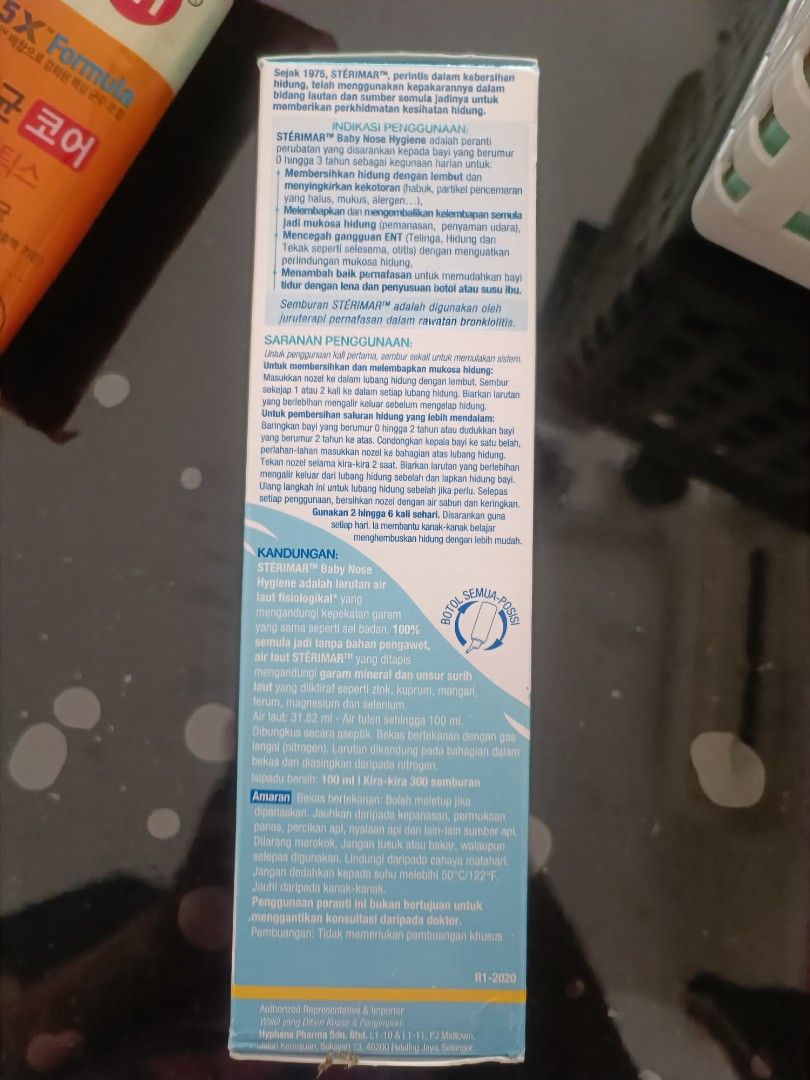 5X™ Formula
균 코어
틱스
Sejak 1975, STÉRIMAR™, perintis dalam kebersihan
hidung, telah menggunakan kepakarannya dalam
bidang lautan dan sumber semula jadinya untuk
memberikan perkhidmatan kesihatan hidung.
INDIKASI PENGGUNAAN:
STÉRIMAR™ Baby Nose Hygiene adalah peranti
perubatan yang disarankan kepada bayi yang berumur
0 hingga 3 tahun sebagai kegunaan harian untuk:
• Membersihkan hidung dengan lembut dan
menyingkirkan kekotoran (habuk, partikel pencemaran
yang halus, mukus, alergen…),
• Melembapkan dan mengembalikan kelembapan semula
jadi mukosa hidung (pemanasan, penyaman udara),
• Mencegah gangguan ENT (Telinga, Hidung dan
Tekak seperti selesema, otitis) dengan menguatkan
perlindungan mukosa hidung,
• Menambah baik pernafasan untuk memudahkan bayi
tidur dengan lena dan penyusuan botol atau susu ibu.
Semburan STÉRIMAR™ adalah digunakan oleh
juruterapi pernafasan dalam rawatan bronkiolitis.
SARANAN PENGGUNAAN:
Untuk penggunaan kali pertama, sembur sekali untuk memulakan sistem.
Untuk membersihkan dan melembapkan mukosa hidung:
Masukkan nozel ke dalam lubang hidung dengan lembut. Sembur
sekejap 1 atau 2 kali ke dalam setiap lubang hidung. Biarkan larutan
yang berlebihan mengalir keluar sebelum mengelap hidung.
Untuk pembersihan saluran hidung yang lebih mendalam:
Baringkan bayi yang berumur 0 hingga 2 tahun atau dudukkan bayi
yang berumur 2 tahun ke atas. Condongkan kepala bayi ke satu belah,
perlahan-lahan masukkan nozel ke bahagian atas lubang hidung.
Tekan nozel selama kira-kira 2 saat. Biarkan larutan yang berlebihan
mengalir keluar dari lubang hidung sebelah dan lapkan hidung bayi.
Ulang langkah ini untuk lubang hidung sebelah jika perlu. Selepas
setiap penggunaan, bersihkan nozel dengan air sabun dan keringkan.
Gunakan 2 hingga 6 kali sehari. Disarankan guna
setiap hari. Ia membantu kanak-kanak belajar
menghembuskan hidung dengan lebih mudah.
KANDUNGAN:
STÉRIMAR™ Baby Nose
Hygiene adalah larutan air
laut fisiologikal* yang
mengandungi kepekatan garam
yang sama seperti sel badan. 100%
semula jadi tanpa bahan pengawet,
air laut STÉRIMAR™ yang ditapis
mengandungi garam mineral dan unsur surih
laut yang diiktiraf seperti zink, kuprum, mangan,
ferum, magnesium dan selenium.
Air laut: 31.82 ml - Air tulen sehingga 100 ml.
Dibungkus secara aseptik. Bekas bertekanan dengan gas
lengai (nitrogen). Larutan dikandung pada bahagian dalam
bekas dan diasingkan daripada nitrogen.
Isipadu bersih: 100 ml | Kira-kira 300 semburan
BOTOL SEMUA-POSISI
Amaran Bekas bertekanan: Boleh meletup jika
dipanaskan. Jauhkan daripada kepanasan, permukaan
panas, percikan api, nyalaan api dan lain-lain sumber api.
Dilarang merokok. Jangan tusuk atau bakar, walaupun
selepas digunakan. Lindungi daripada cahaya matahari.
Jangan dedahkan kepada suhu melebihi 50°C/122°F.
Jauhi daripada kanak-kanak.
Penggunaan peranti ini bukan bertujuan untuk
menggantikan konsultasi daripada doktor.
Pembuangan: Tidak memerlukan pembuangan khusus
R1-2020
Authorized Representative & Importer
Wakil yang Diberi Kuasa & Pengimport:
Hyphens Pharma Sdn. Bhd. L1-10 & L1-11, PJ Midtown,
Jalan Kemajuan, Seksyen 13, 46200 Petaling Jaya, Selangor.